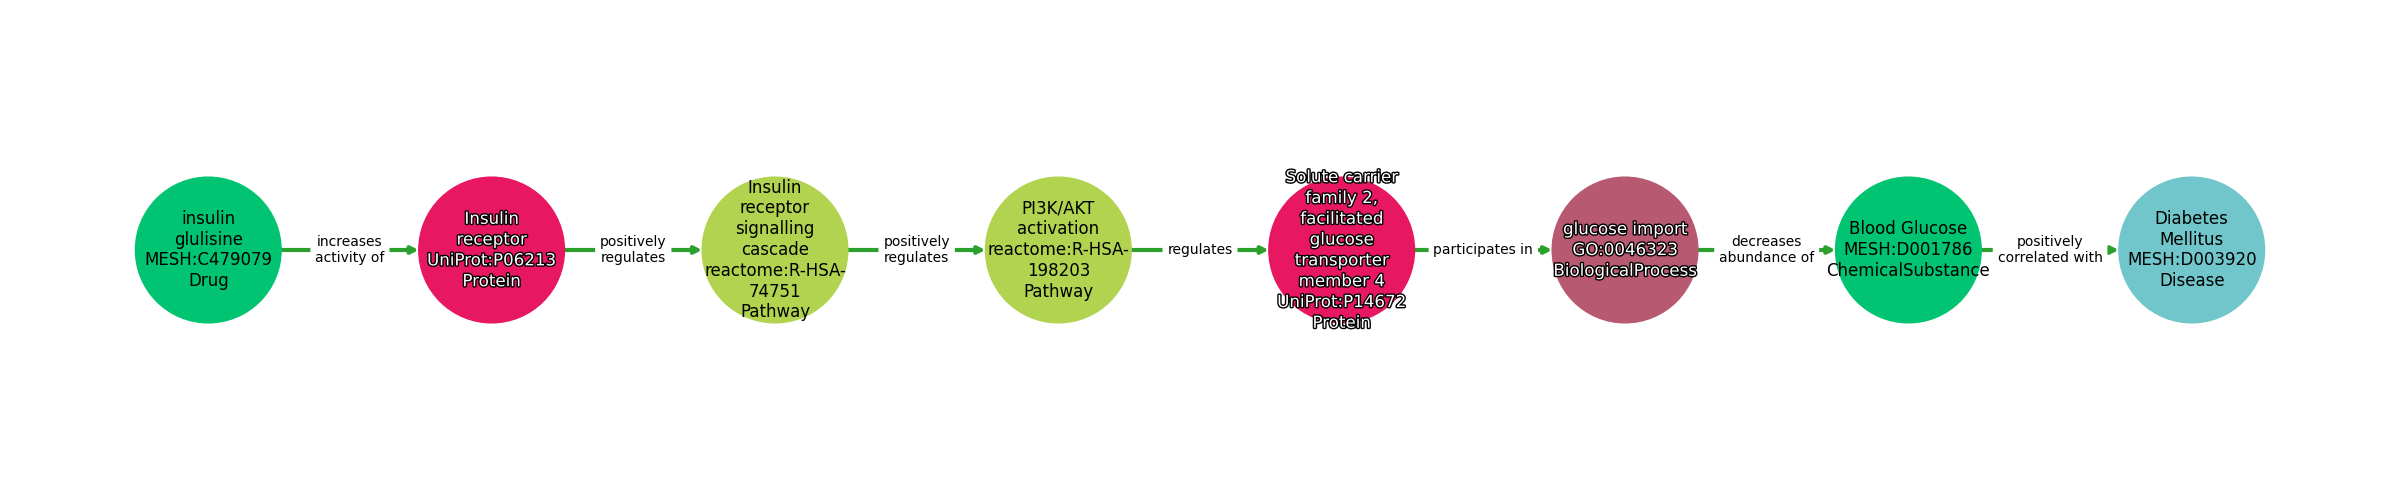 insulin
glulisine
MESH:C479079
Drug
increases
activity of
Insulin
receptor
UniProt:P06213
Protein
positively
regulates
Insulin
receptor
signalling
cascade
reactome:R-HSA-
74751
Pathway
positively
regulates
PI3K/AKT
activation
reactome:R-HSA-
198203
Pathway
regulates
Solute carrier
family 2,
facilitated
glucose
transporter
member 4
UniProt:P14672
Protein
participates in
glucose import
GO:0046323
BiologicalProcess
decreases
abundance of
Blood Glucose
MESH:D001786
ChemicalSubstance
positively
correlated with
Diabetes
Mellitus
MESH:D003920
Disease